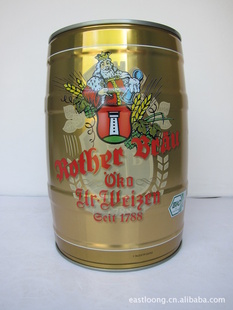 Rother Bräu
Öko
Ur-Weizen
Seit 1788
eastloong.cn.alibaba.com